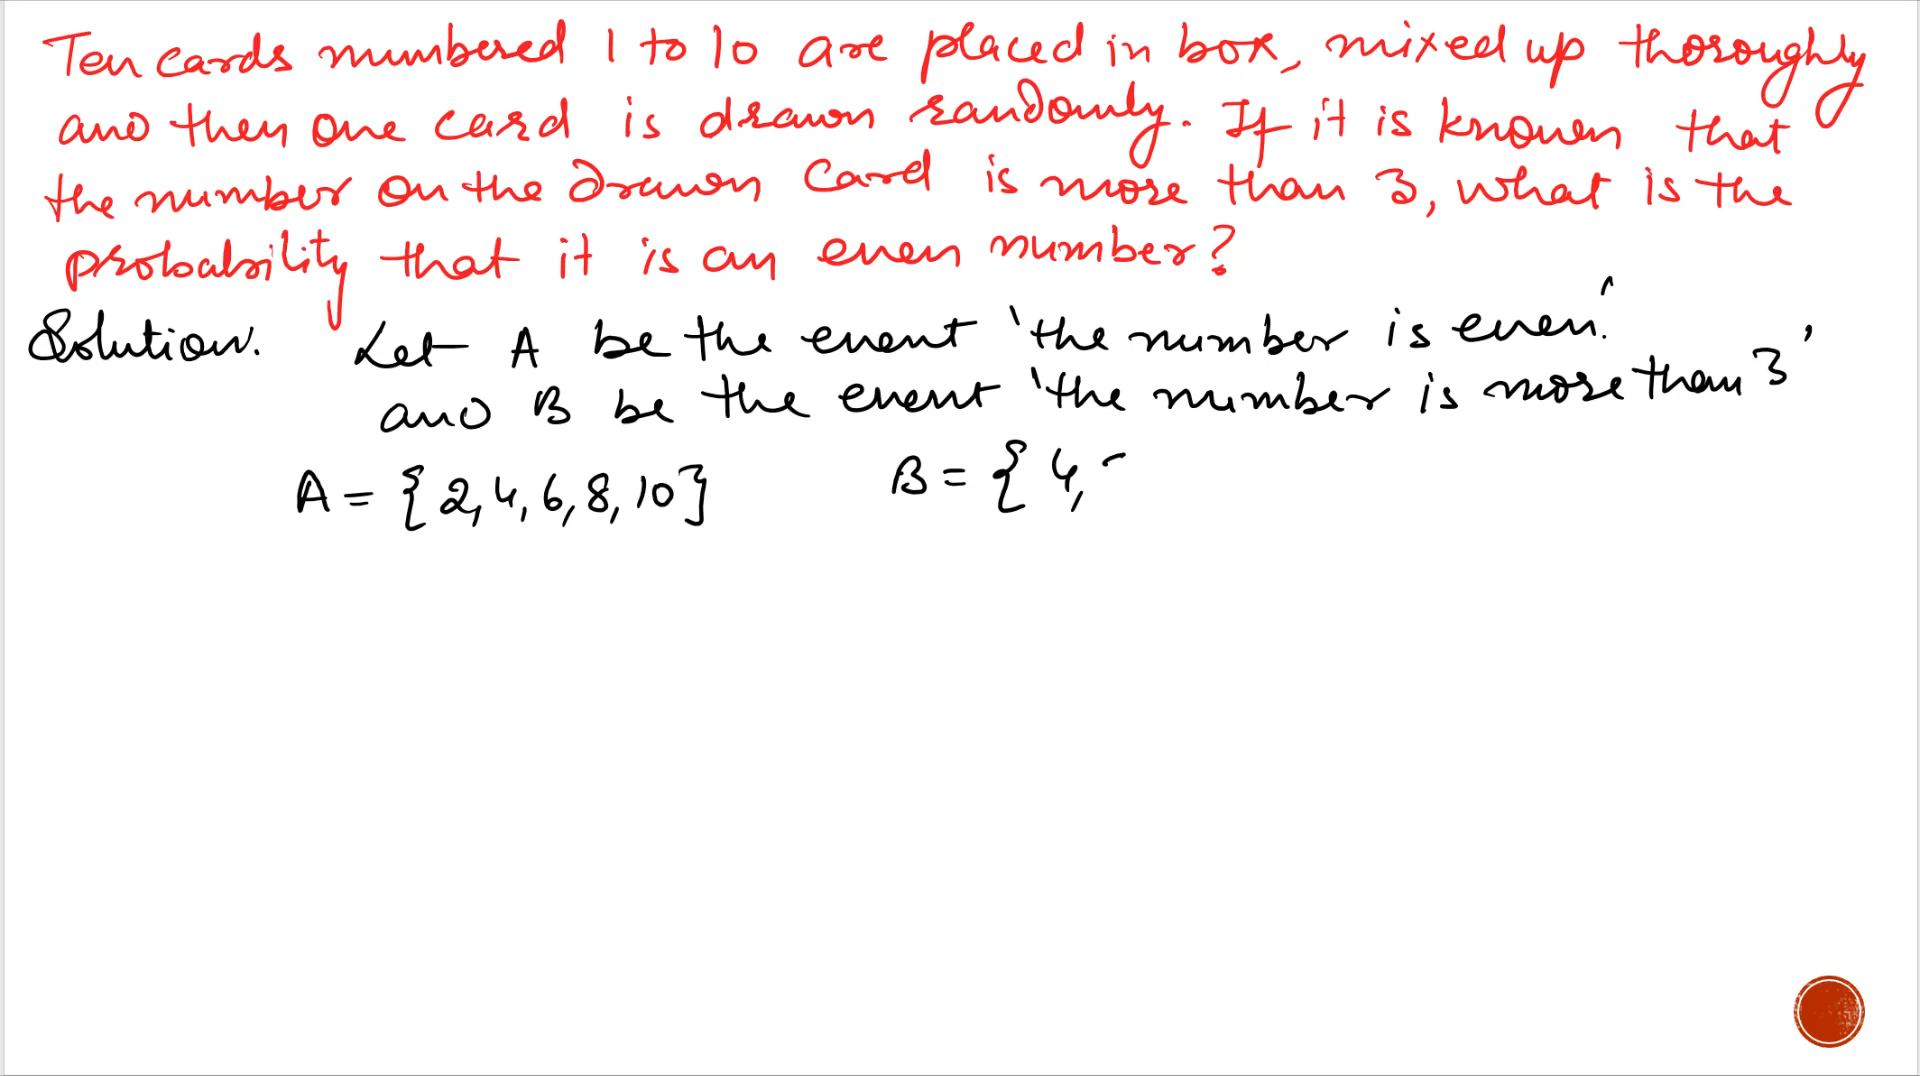 Ten cards numbered 1 to 10 are placed in box, mixed up thoroughly
and then one card is drawn randomly. If it is known that
the number on the drawn card is more than 3, what is the
probability that it is an even number?
Solution. Let A be the event 'the number is even.'
and B be the event 'the number is more than 3'
A = {2,4,6,8,10} B = {4,